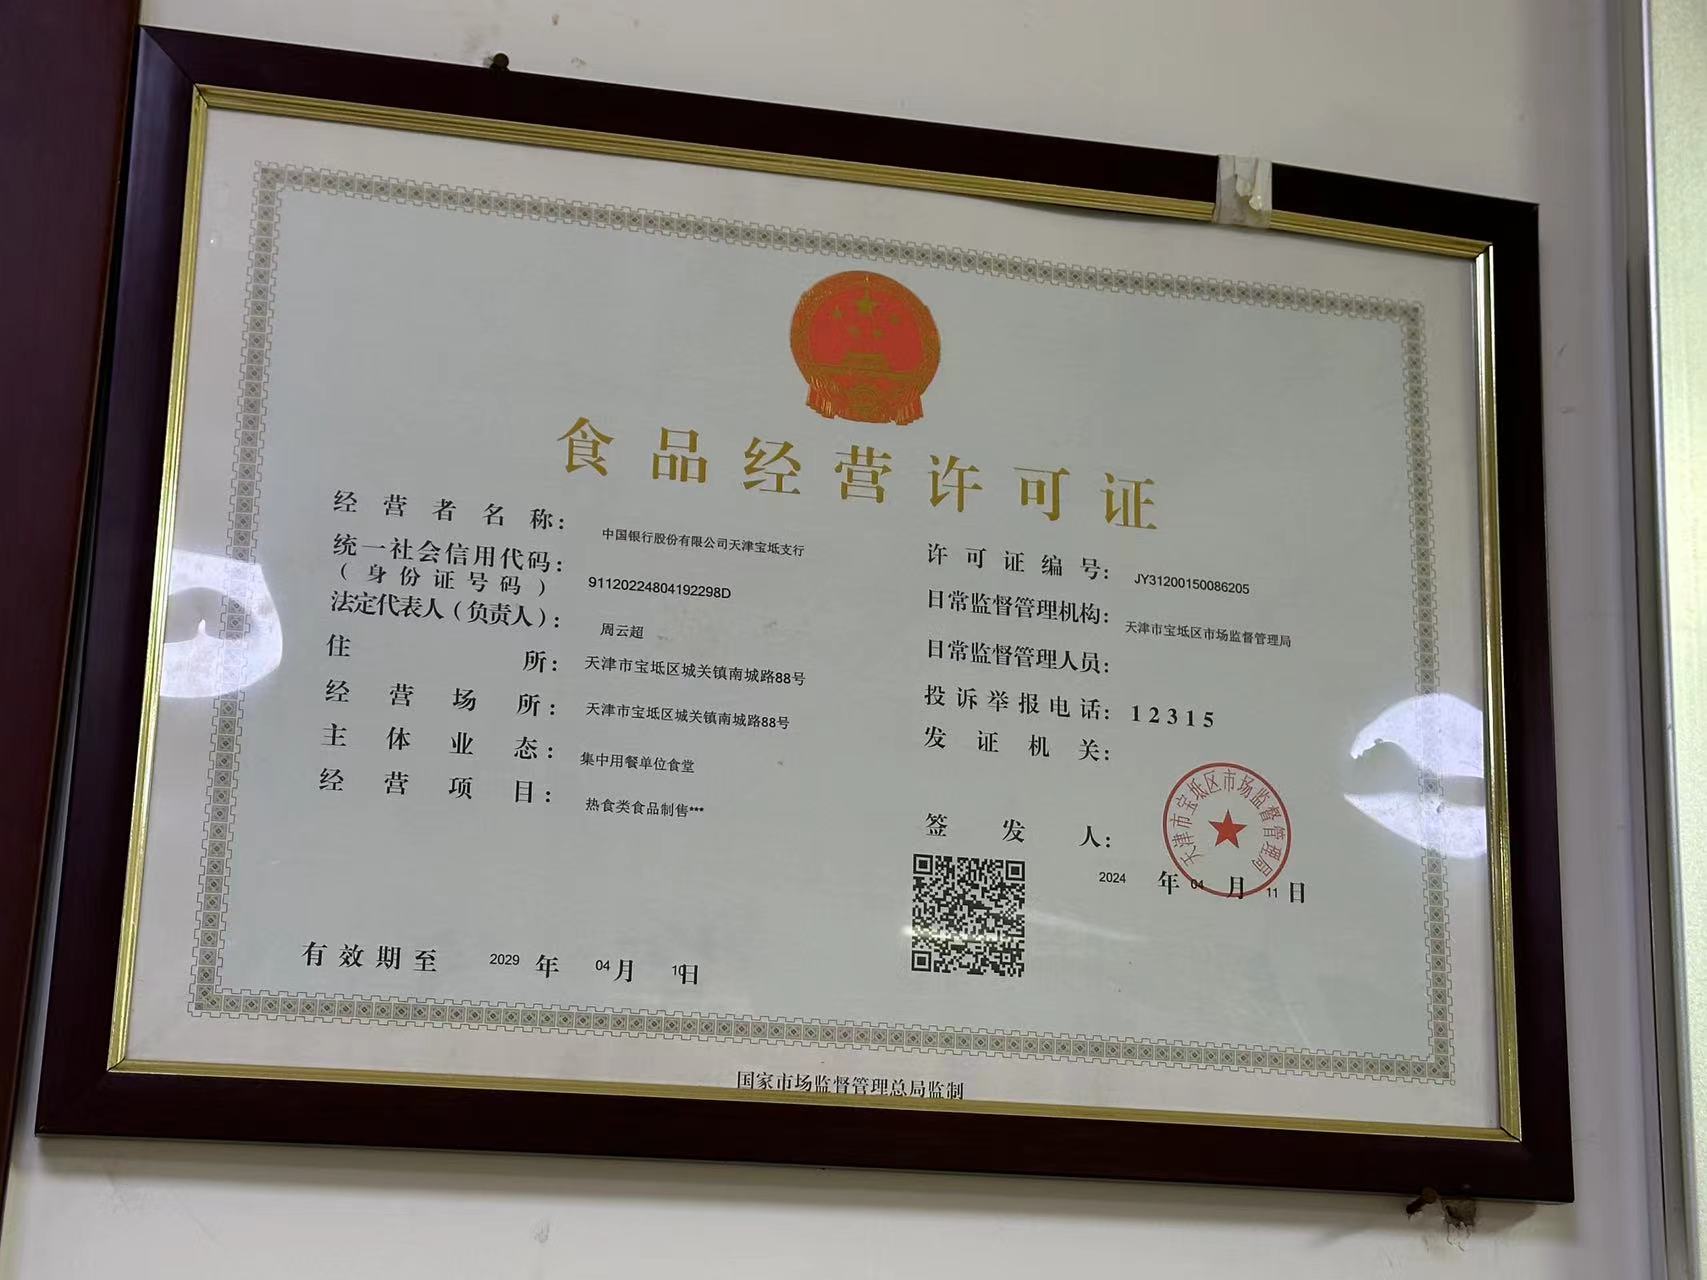 食品经营许可证
经营者名称： 中国银行股份有限公司天津宝坻支行
统一社会信用代码：
（身份证号码） 91120224804192298D
法定代表人（负责人）： 周云超
住所： 天津市宝坻区城关镇南城路88号
经营场所： 天津市宝坻区城关镇南城路88号
主体业态： 集中用餐单位食堂
经营项目： 热食类食品制售***
有效期至 2029 年 04 月 10 日
许可证编号： JY31200150086205
日常监督管理机构： 天津市宝坻区市场监督管理局
日常监督管理人员：
投诉举报电话： 12315
发证机关：
天津市宝坻区市场监督管理局
签发人：
2024 年 04 月 11 日
国家市场监督管理总局监制